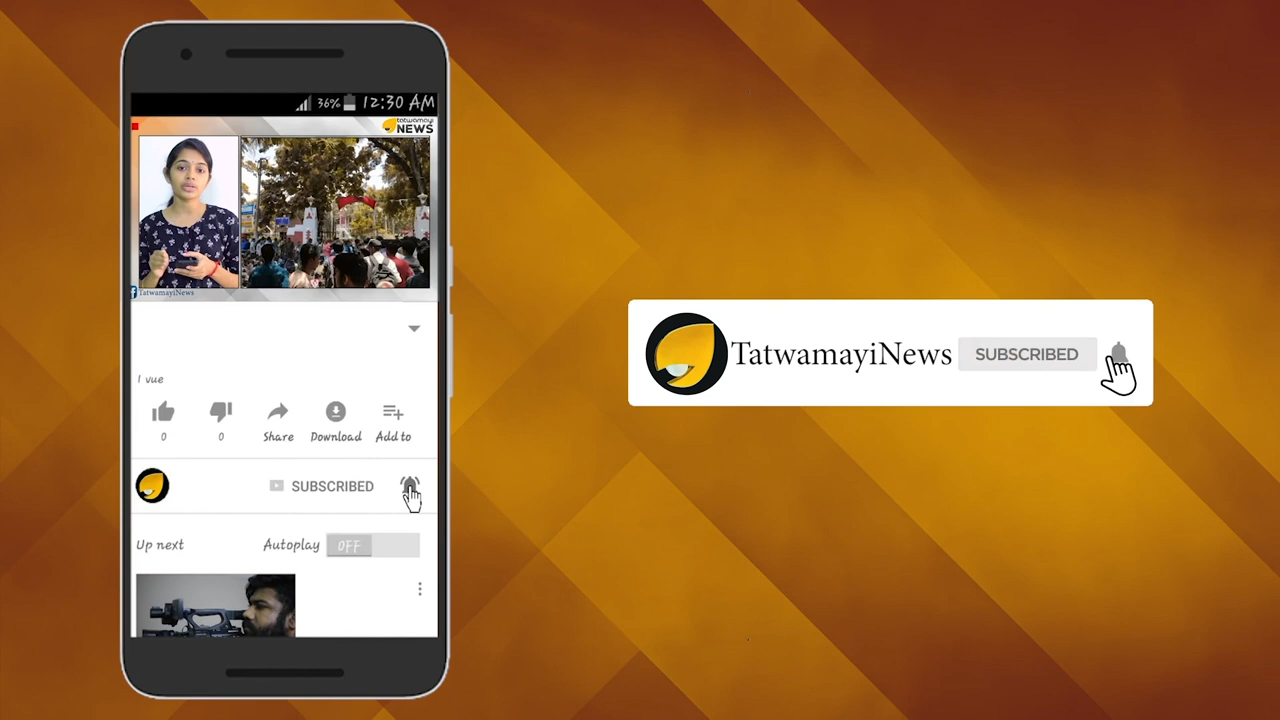 36% 12:30 AM
tatwamayi
NEWS
TatwamayiNews
1 vue
0 0 Share Download Add to
SUBSCRIBED
Up next Autoplay OFF
TatwamayiNews SUBSCRIBED